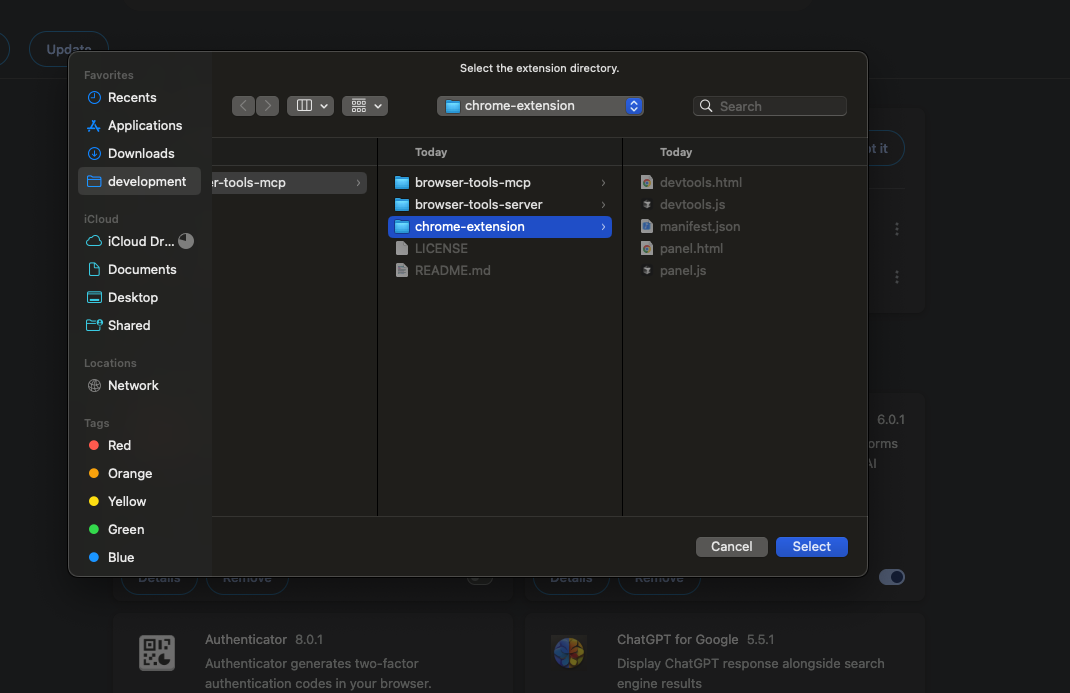 Update
Select the extension directory.
Favorites
Recents
Applications
Downloads
development
iCloud
iCloud Dr...
Documents
Desktop
Shared
Locations
Network
Tags
Red
Orange
Yellow
Green
Blue
chrome-extension
Search
r-tools-mcp
Today
browser-tools-mcp
browser-tools-server
chrome-extension
LICENSE
README.md
Today
devtools.html
devtools.js
manifest.json
panel.html
panel.js
Cancel
Select
it
6.0.1
orms
AI
Details
Remove
Details
Remove
Authenticator 8.0.1
Authenticator generates two-factor
authentication codes in your browser.
ChatGPT for Google 5.5.1
Display ChatGPT response alongside search
engine results